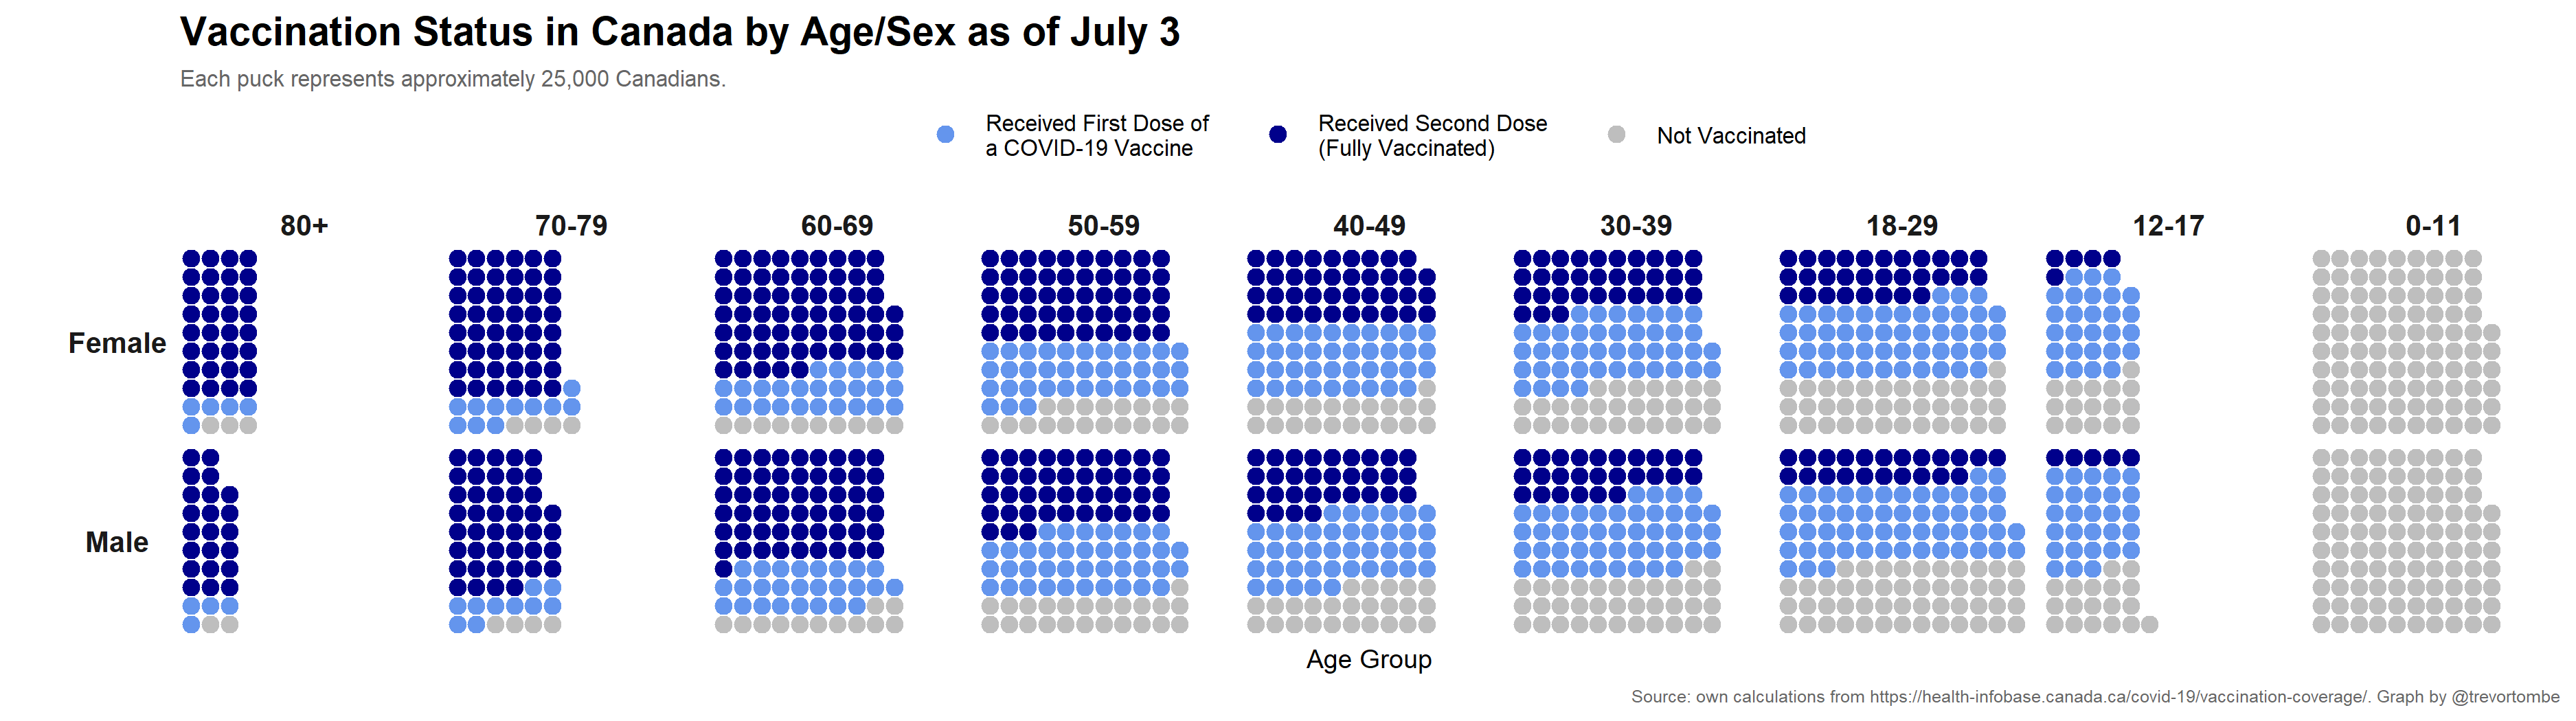 Vaccination Status in Canada by Age/Sex as of July 3
Each puck represents approximately 25,000 Canadians.
Received First Dose of
a COVID-19 Vaccine
Received Second Dose
(Fully Vaccinated)
Not Vaccinated
80+ 70-79 60-69 50-59 40-49 30-39 18-29 12-17 0-11
Female
Male
Age Group
Source: own calculations from https://health-infobase.canada.ca/covid-19/vaccination-coverage/. Graph by @trevortombe